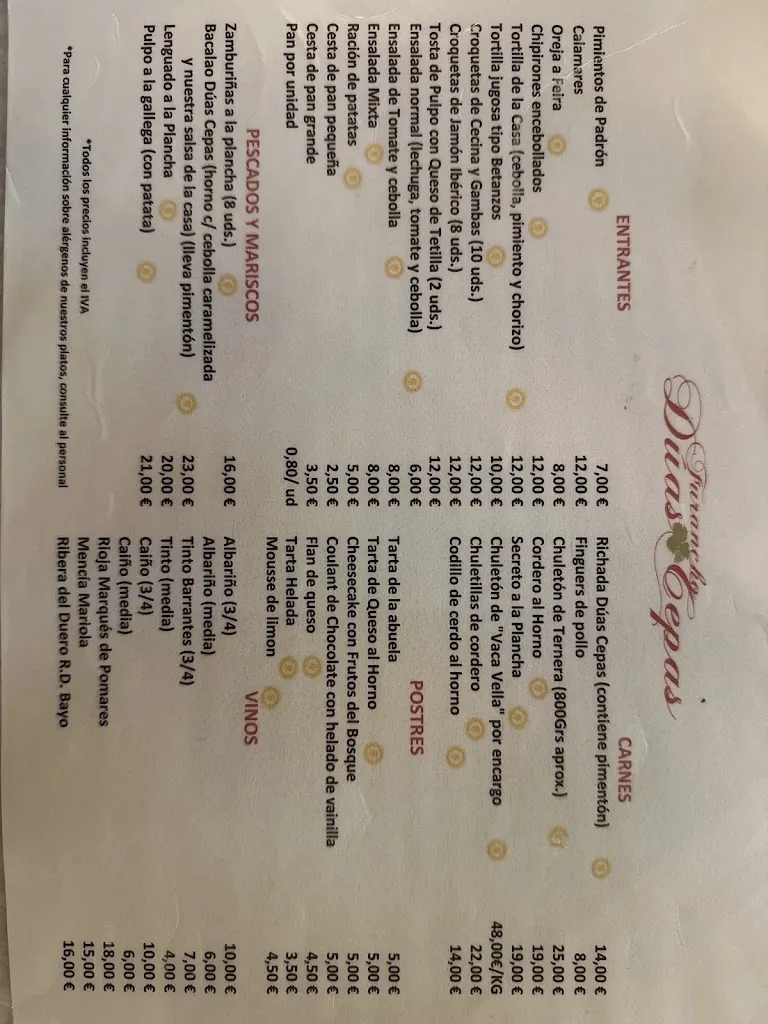 Furancho
Dúas Cepas
ENTRANTES
Pimientos de Padrón 7,00 €
Calamares 12,00 €
Oreja a Feira 8,00 €
Chipirones encebollados 12,00 €
Tortilla de la Casa (cebolla, pimiento y chorizo) 12,00 €
Tortilla jugosa tipo Betanzos 10,00 €
Croquetas de Cecina y Gambas (10 uds.) 12,00 €
Croquetas de Jamón Ibérico (8 uds.) 12,00 €
Tosta de Pulpo con Queso de Tetilla (2 uds.) 12,00 €
Ensalada normal (lechuga, tomate y cebolla) 6,00 €
Ensalada de Tomate y cebolla 8,00 €
Ensalada Mixta 8,00 €
Ración de patatas 5,00 €
Cesta de pan pequeña 2,50 €
Cesta de pan grande 3,50 €
Pan por unidad 0,80/ ud
PESCADOS Y MARISCOS
Zamburiñas a la plancha (8 uds.) 16,00 €
Bacalao Dúas Cepas (horno c/ cebolla caramelizada
y nuestra salsa de la casa) (lleva pimentón) 23,00 €
Lenguado a la Plancha 20,00 €
Pulpo a la gallega (con patata) 21,00 €
*Todos los precios incluyen el IVA
*Para cualquier información sobre alérgenos de nuestros platos, consulte al personal
CARNES
Richada Dúas Cepas (contiene pimentón) 14,00 €
Finguers de pollo 8,00 €
Chuletón de Ternera (800Grs aprox.) 25,00 €
Cordero al Horno 19,00 €
Secreto a la Plancha 19,00 €
Chuletón de "Vaca Vella" por encargo 48,00€/KG
Chuletillas de cordero 22,00 €
Codillo de cerdo al horno 14,00 €
POSTRES
Tarta de la abuela 5,00 €
Tarta de Queso al Horno 5,00 €
Cheesecake con Frutos del Bosque 5,00 €
Coulant de Chocolate con helado de vainilla 5,00 €
Flan de queso 4,50 €
Tarta Helada 3,50 €
Mousse de limon 4,50 €
VINOS
Albariño (3/4) 10,00 €
Albariño (media) 6,00 €
Tinto Barrantes (3/4) 7,00 €
Tinto (media) 4,00 €
Caiño (3/4) 10,00 €
Caiño (media) 6,00 €
Rioja Marqués de Pomares 18,00 €
Mencía Mariola 15,00 €
Ribera del Duero R.D. Bayo 16,00 €